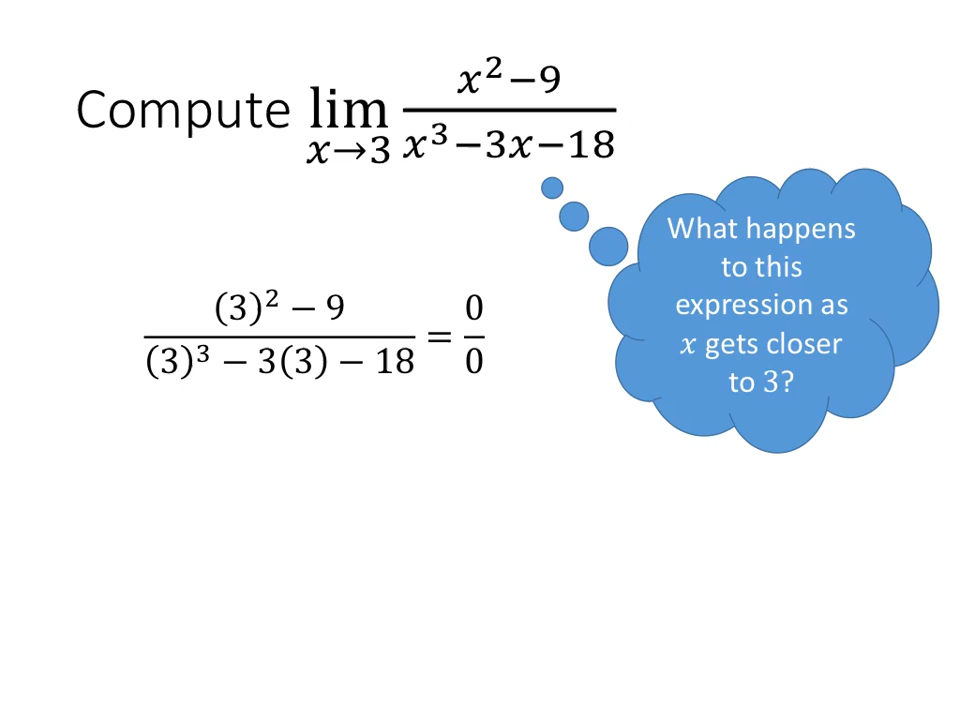 Compute lim x→3 x²−9 / x³−3x−18
What happens
to this
expression as
x gets closer
to 3?
(3)² − 9 / (3)³ − 3(3) − 18 = 0/0